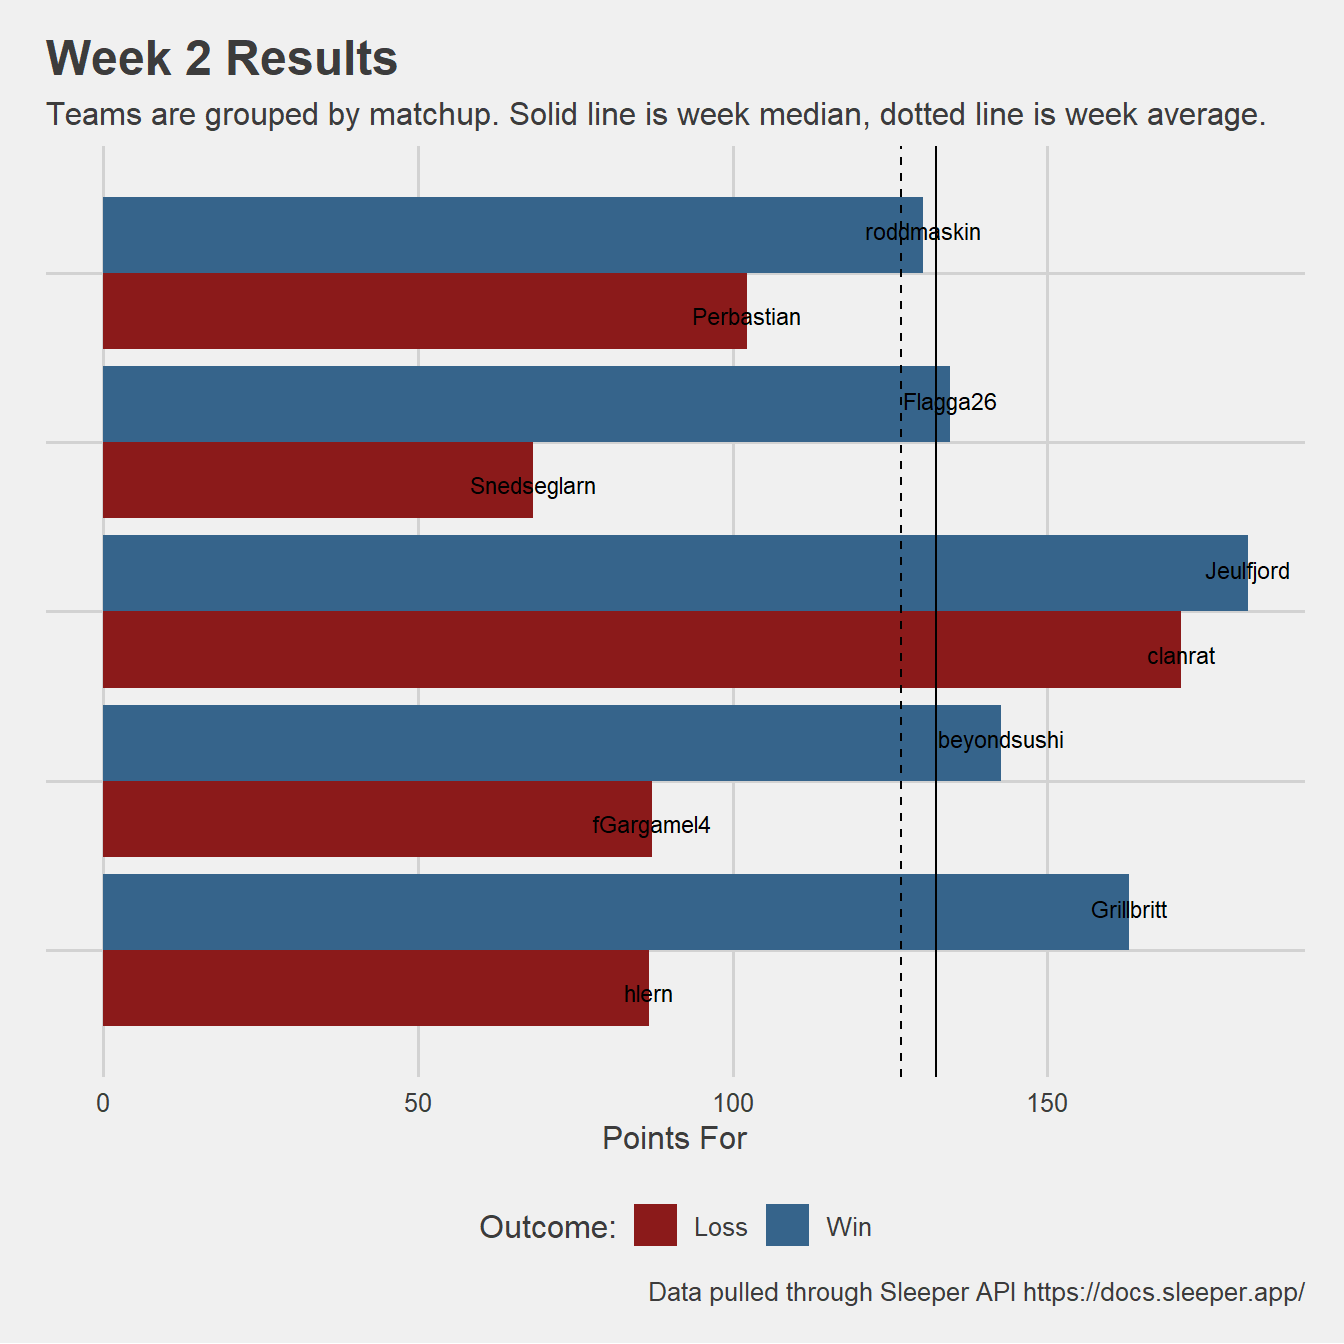 Week 2 Results
Teams are grouped by matchup. Solid line is week median, dotted line is week average.
roddmaskin
Perbastian
Flagga26
Snedseglarn
Jeulfjord
clanrat
beyondsushi
fGargamel4
Grillbritt
hlern
0 50 100 150
Points For
Outcome: Loss Win
Data pulled through Sleeper API https://docs.sleeper.app/